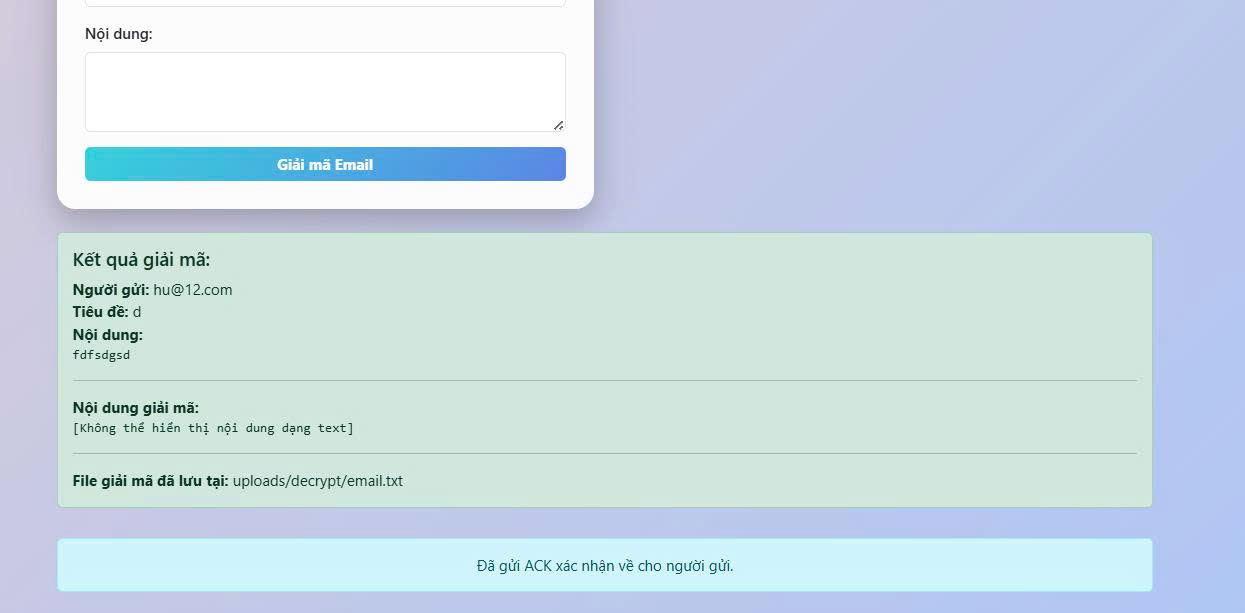 Nội dung:
Giải mã Email
Kết quả giải mã:
Người gửi: hu@12.com
Tiêu đề: d
Nội dung:
fdfsdgsd
Nội dung giải mã:
[Không thể hiển thị nội dung dạng text]
File giải mã đã lưu tại: uploads/decrypt/email.txt
Đã gửi ACK xác nhận về cho người gửi.